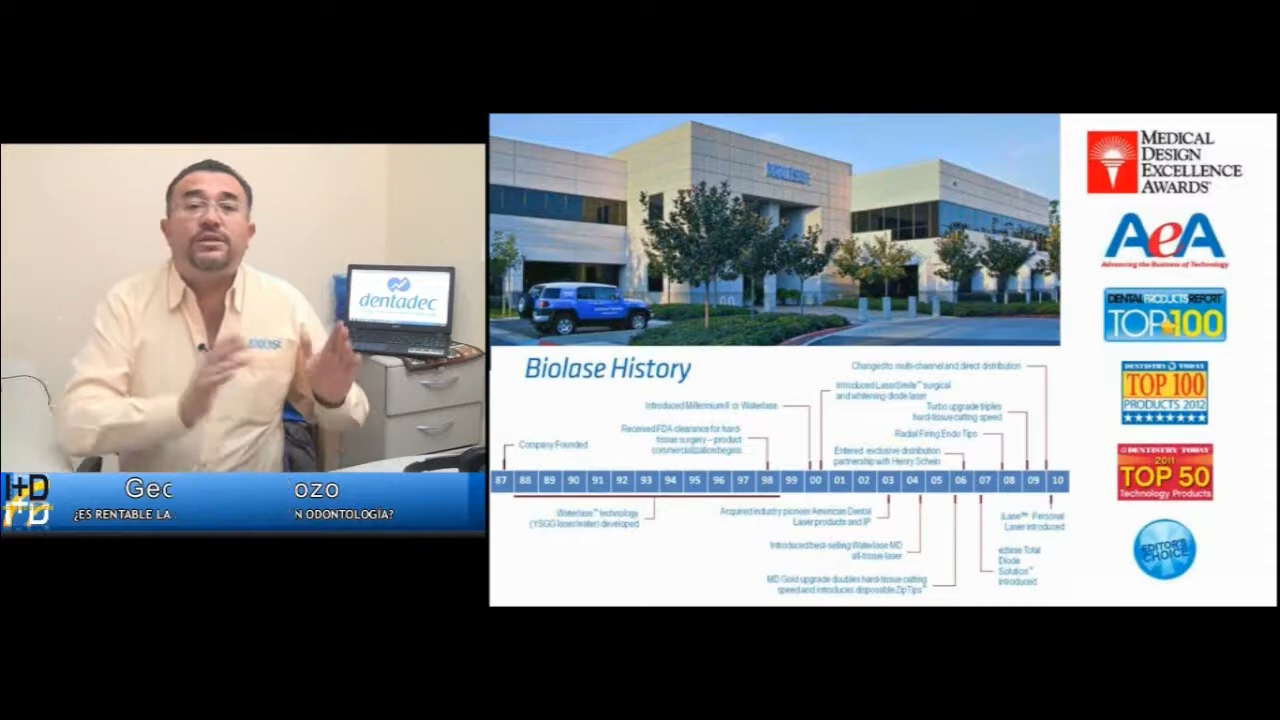 BIOLASE
dentadec
I+D
Gec ozo
¿ES RENTABLE LA N ODONTOLOGÍA?
BIOLASE
MEDICAL
DESIGN
EXCELLENCE
AWARDS
AeA
Advancing the Business of Technology
DENTAL PRODUCTS REPORT
TOP 100
DENTISTRY TODAY
TOP 100
PRODUCTS 2012
DENTISTRY TODAY
2011
TOP 50
Technology Products
EDITOR'S
CHOICE
Biolase History
Changed to multi-channel and direct distribution
Introduced LaserSmile™ surgical
and whitening diode laser
Introduced Millennium II or Waterlase
Turbo upgrade triples
hard-tissue cutting speed
Received FDA clearance for hard-
tissue surgery – product
commercialization begins
Radial Firing Endo Tips
Company Founded
Entered exclusive distribution
partnership with Henry Schein
87 88 89 90 91 92 93 94 95 96 97 98 99 00 01 02 03 04 05 06 07 08 09 10
Waterlase™ technology
(YSGG laser/water) developed
Acquired industry pioneer American Dental
Laser products and IP
iLase™ Personal
Laser introduced
Introduced best-selling Waterlase MD
all-tissue laser
ezlase Total
Diode
Solution™
introduced
MD Gold upgrade doubles hard-tissue cutting
speed and introduces disposable ZipTips™